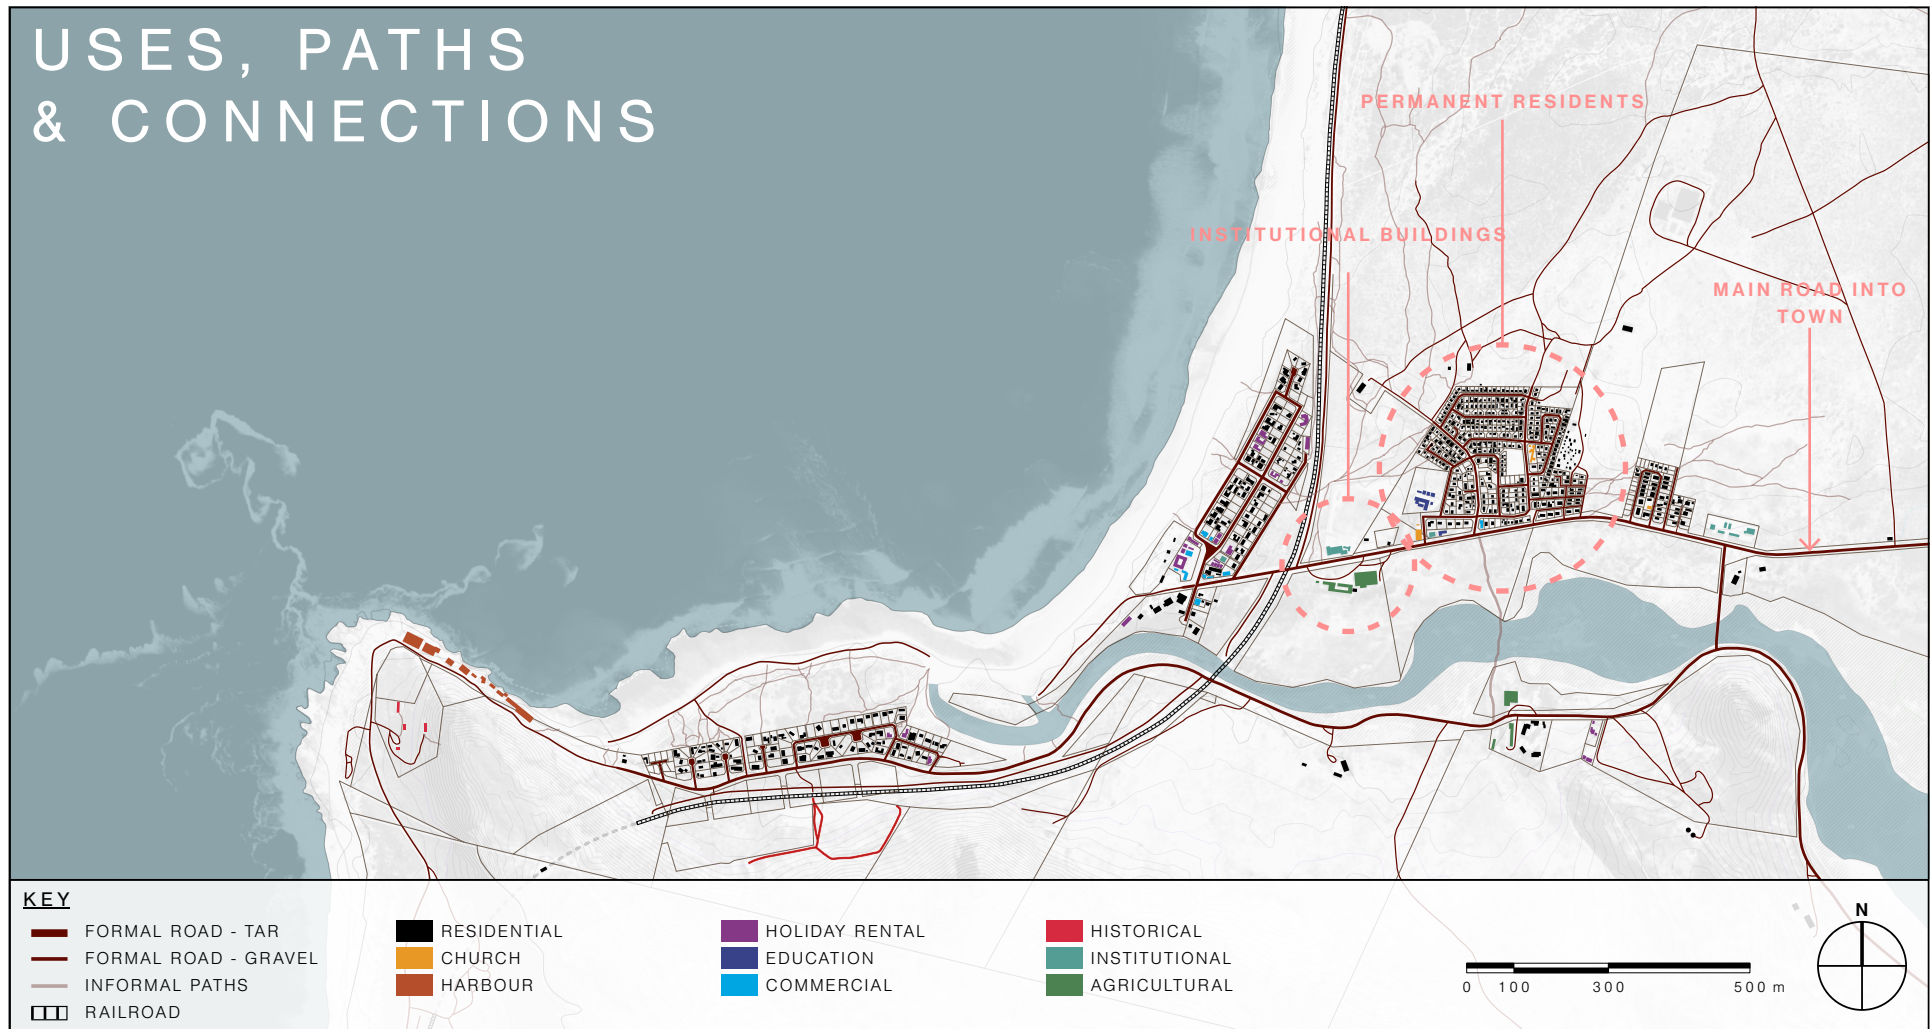 USES, PATHS
& CONNECTIONS
PERMANENT RESIDENTS
INSTITUTIONAL BUILDINGS
MAIN ROAD INTO
TOWN
KEY
FORMAL ROAD - TAR
FORMAL ROAD - GRAVEL
INFORMAL PATHS
RAILROAD
RESIDENTIAL
CHURCH
HARBOUR
HOLIDAY RENTAL
EDUCATION
COMMERCIAL
HISTORICAL
INSTITUTIONAL
AGRICULTURAL
0 100 300 500 m
N